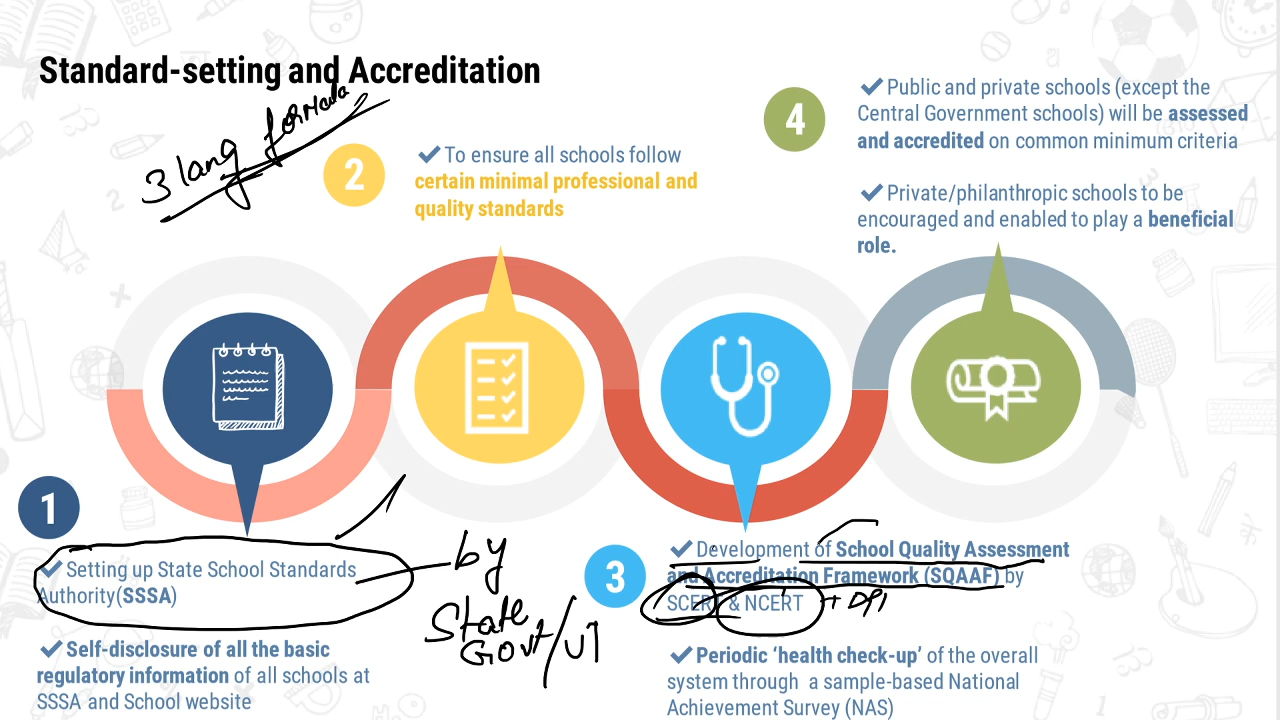 Standard-setting and Accreditation
3 lang formula
1
✔ Setting up State School Standards
Authority(SSSA)
by
State
Govt/UT
✔ Self-disclosure of all the basic
regulatory information of all schools at
SSSA and School website
2
✔ To ensure all schools follow
certain minimal professional and
quality standards
3
✔ Development of School Quality Assessment
and Accreditation Framework (SQAAF) by
SCERT & NCERT
✔ Periodic ‘health check-up’ of the overall
system through a sample-based National
Achievement Survey (NAS)
4
✔ Public and private schools (except the
Central Government schools) will be assessed
and accredited on common minimum criteria
✔ Private/philanthropic schools to be
encouraged and enabled to play a beneficial
role.